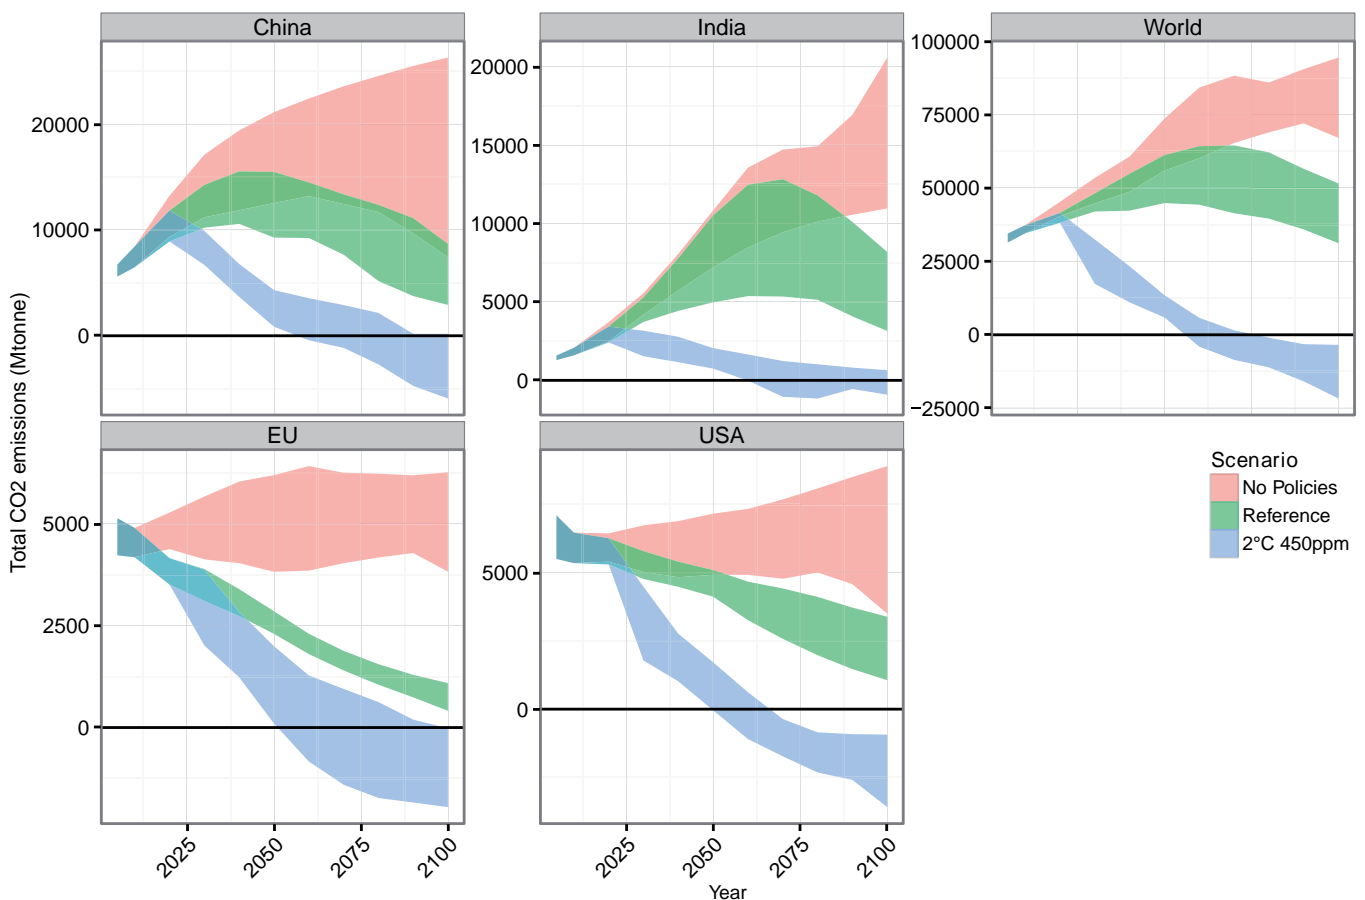 China
India
World
Total CO2 emissions (Mtonne)
20000
10000
0
20000
15000
10000
5000
0
100000
75000
50000
25000
0
−25000
EU
USA
5000
2500
0
5000
0
Scenario
No Policies
Reference
2°C 450ppm
2025
2050
2075
2100
2025
2050
2075
2100
Year